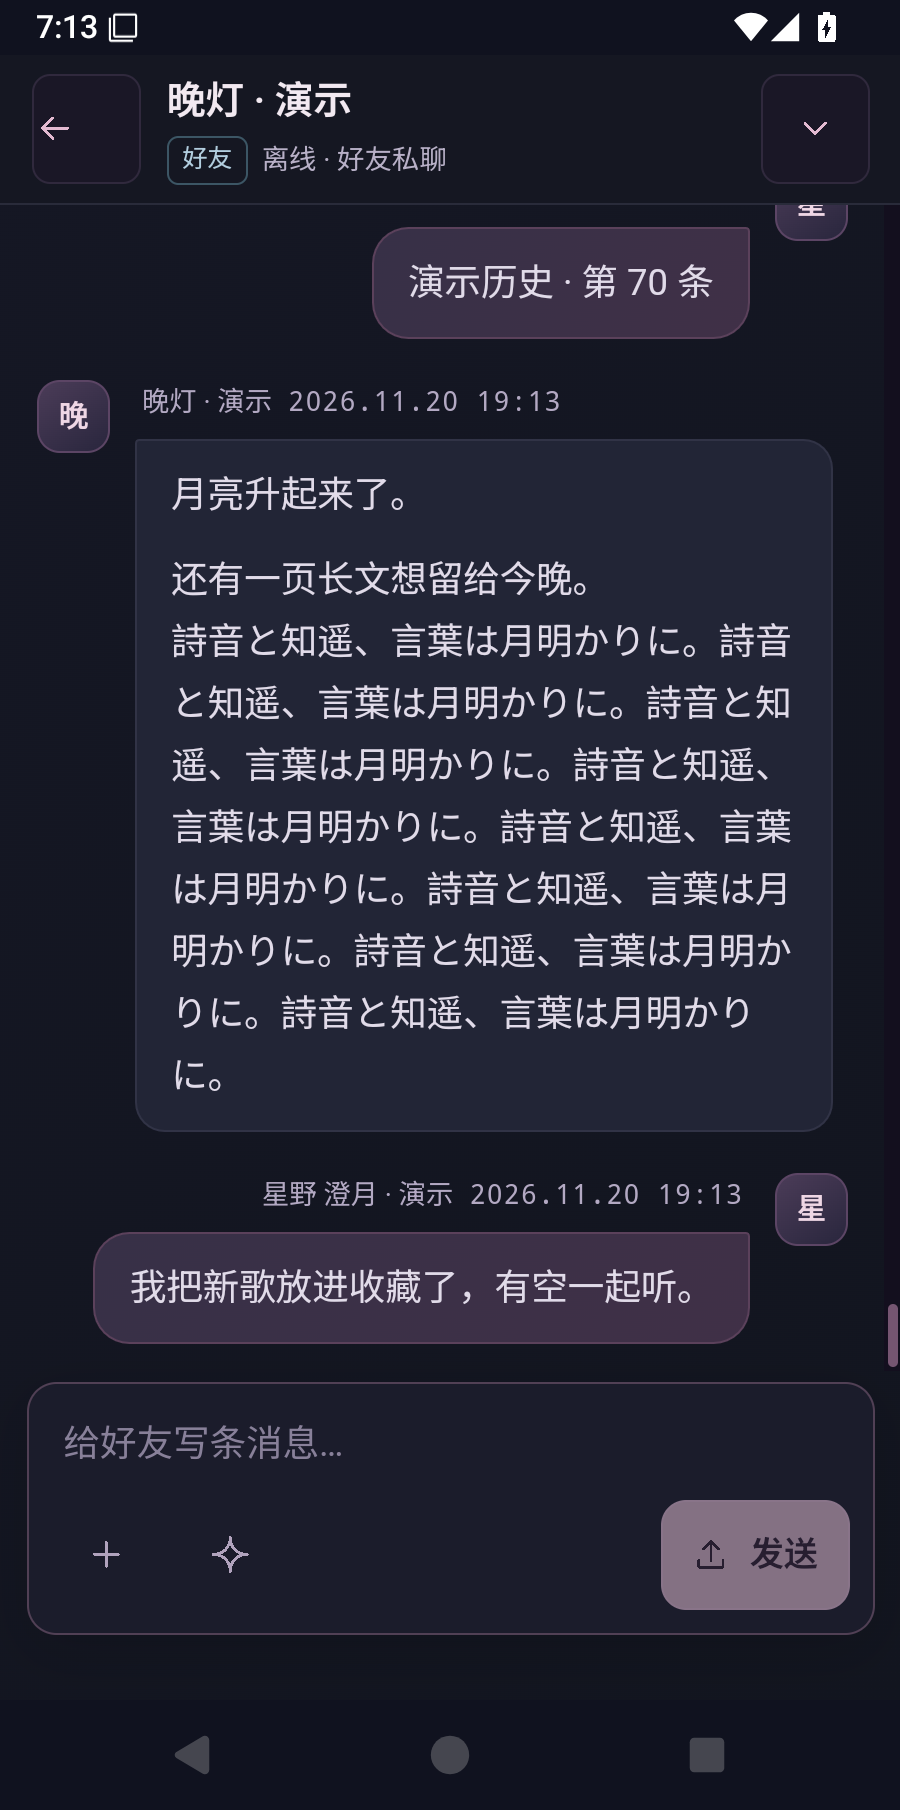 7:13
晚灯 · 演示
好友 离线 · 好友私聊
星
演示历史 · 第 70 条
晚
晚灯 · 演示 2026.11.20 19:13
月亮升起来了。
还有一页长文想留给今晚。
詩音と知遥、言葉は月明かりに。詩音
と知遥、言葉は月明かりに。詩音と知
遥、言葉は月明かりに。詩音と知遥、
言葉は月明かりに。詩音と知遥、言葉
は月明かりに。詩音と知遥、言葉は月
明かりに。詩音と知遥、言葉は月明か
りに。詩音と知遥、言葉は月明かり
に。
星野 澄月 · 演示 2026.11.20 19:13
星
我把新歌放进收藏了，有空一起听。
给好友写条消息...
发送